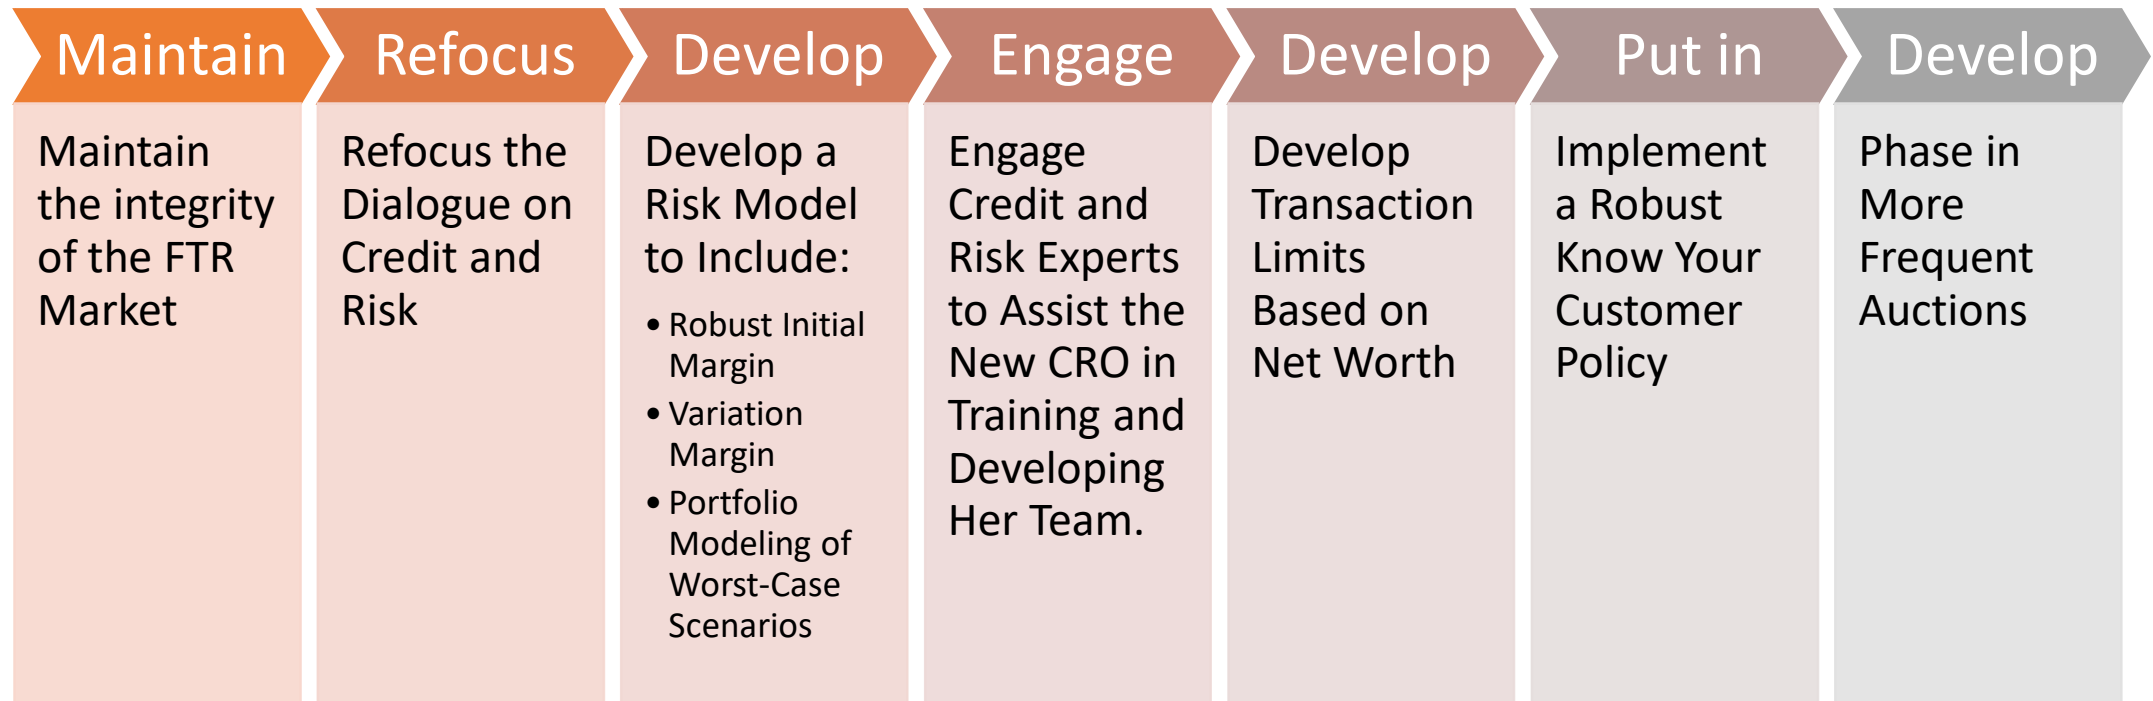 Maintain
Maintain
the integrity
of the FTR
Market
Refocus
Refocus the
Dialogue on
Credit and
Risk
Develop
Develop a
Risk Model
to Include:
• Robust Initial
Margin
• Variation
Margin
• Portfolio
Modeling of
Worst-Case
Scenarios
Engage
Engage
Credit and
Risk Experts
to Assist the
New CRO in
Training and
Developing
Her Team.
Develop
Develop
Transaction
Limits
Based on
Net Worth
Put in
Implement
a Robust
Know Your
Customer
Policy
Develop
Phase in
More
Frequent
Auctions